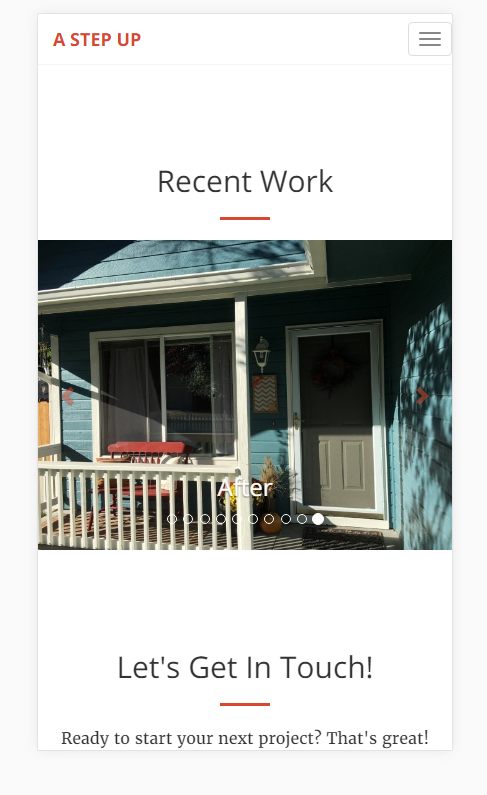 A STEP UP
Recent Work
After
Let's Get In Touch!
Ready to start your next project? That's great!